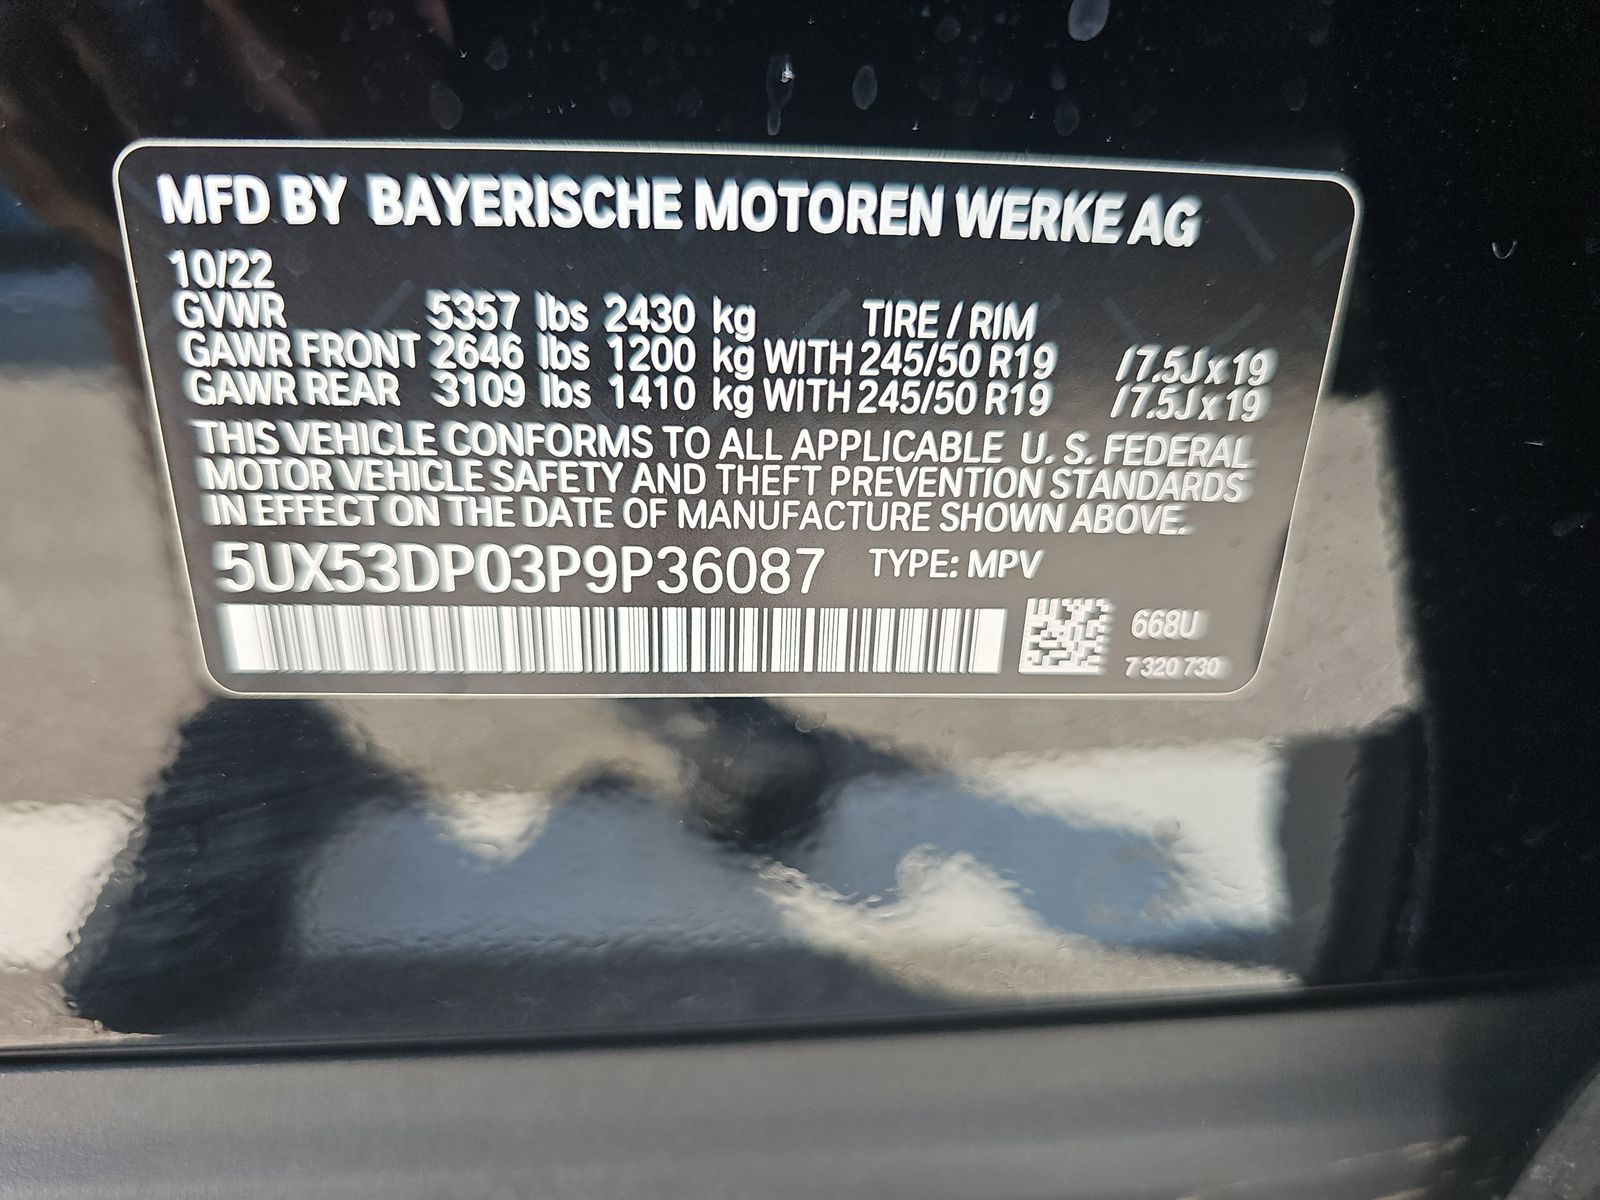 MFD BY BAYERISCHE MOTOREN WERKE AG
10/22
GVWR 5357 lbs 2430 kg TIRE / RIM
GAWR FRONT 2646 lbs 1200 kg WITH 245/50 R19 / 7.5J x 19
GAWR REAR 3109 lbs 1410 kg WITH 245/50 R19 / 7.5J x 19
THIS VEHICLE CONFORMS TO ALL APPLICABLE U. S. FEDERAL
MOTOR VEHICLE SAFETY AND THEFT PREVENTION STANDARDS
IN EFFECT ON THE DATE OF MANUFACTURE SHOWN ABOVE.
5UX53DP03P9P36087 TYPE: MPV
668U
7 320 730